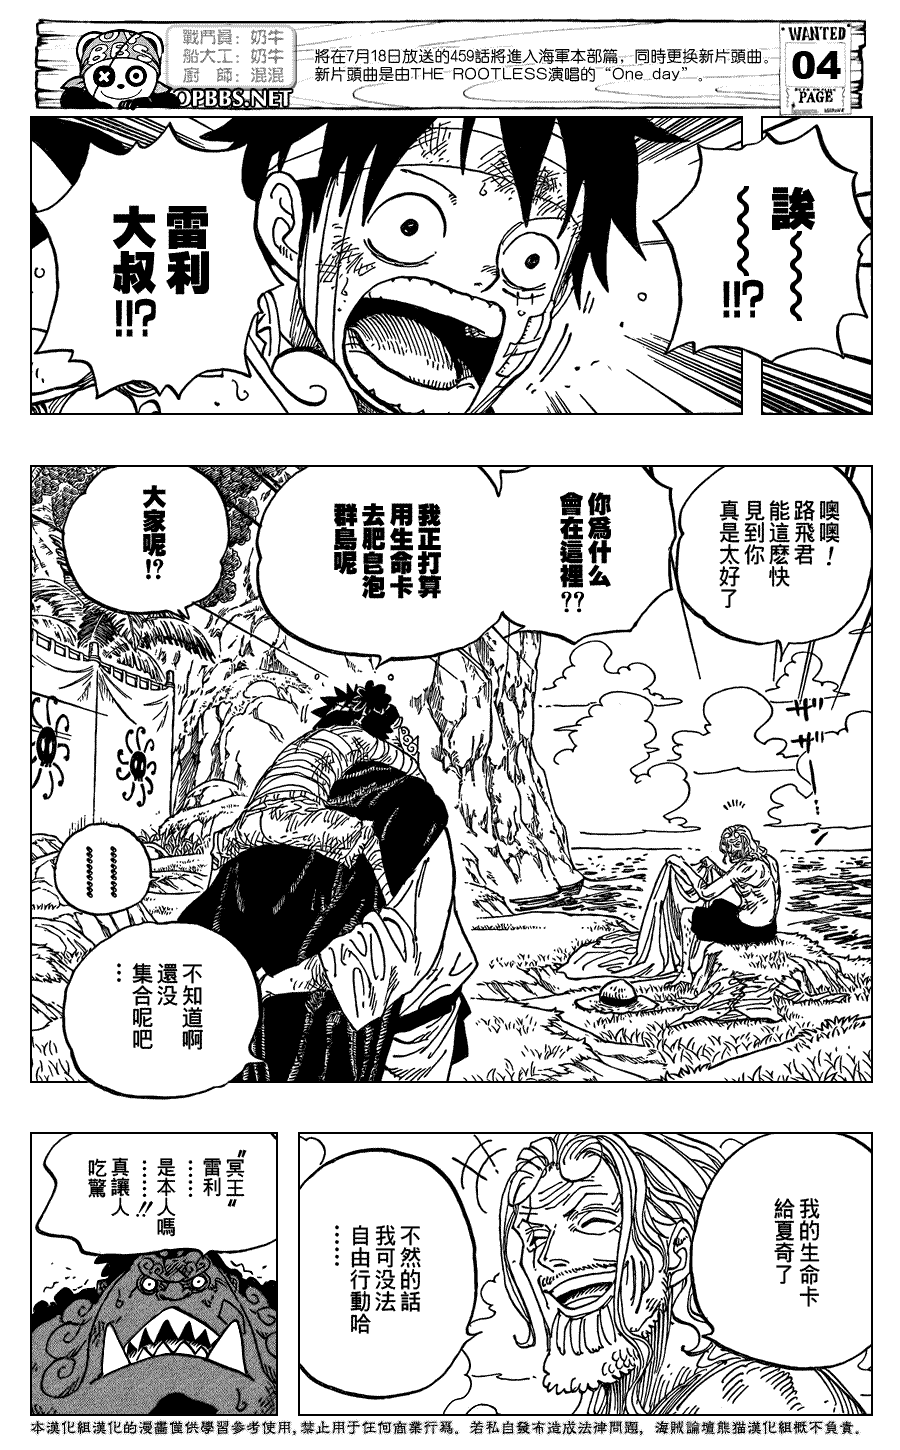 戰鬥員：奶牛
船大工：奶牛
廚　師：混混
OPBBS.NET
將在7月18日放送的459話將進入海軍本部篇，同時更换新片頭曲。
新片頭曲是由THE ROOTLESS演唱的“One day”。
WANTED
04
PAGE
誒～～～
～～～!!?
雷利
大叔!!?
噢噢！
路飛君
能這麽快
見到你
真是太好了
你爲什么
會在這裡??
我正打算
用生命卡
去肥皂泡
群島呢
大家呢!?
不知道啊
還没
集合呢吧
…
我的生命卡
給夏奇了
不然的話
我可没法
自由行動哈
……
“冥王”
雷利
……
是本人嗎
……!!
真讓人
吃驚
本漢化組漢化的漫畵僅供學習參考使用,禁止用于任何商業行爲。若私自發布造成法律問題，海賊論壇熊猫漢化組概不負責。